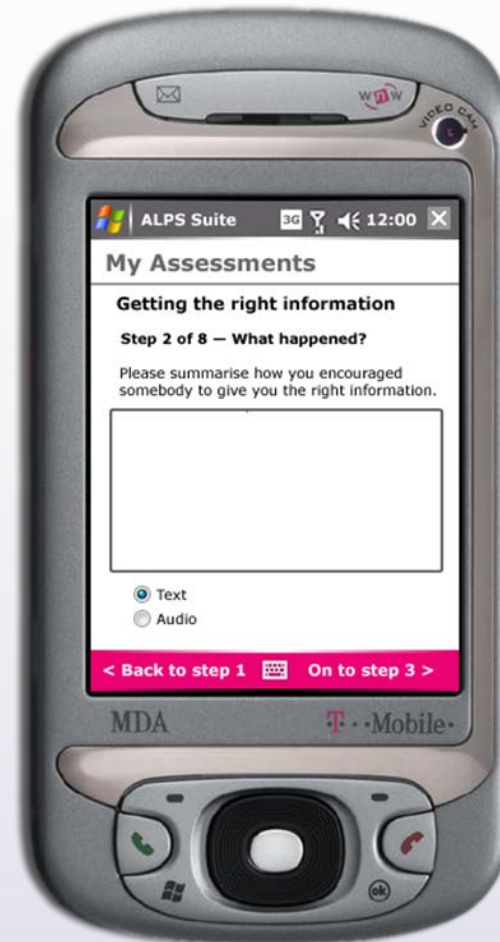 w n w
VIDEO CAM
ALPS Suite 3G 12:00
My Assessments
Getting the right information
Step 2 of 8 — What happened?
Please summarise how you encouraged
somebody to give you the right information.
Text
Audio
< Back to step 1 On to step 3 >
MDA T··Mobile·
ok